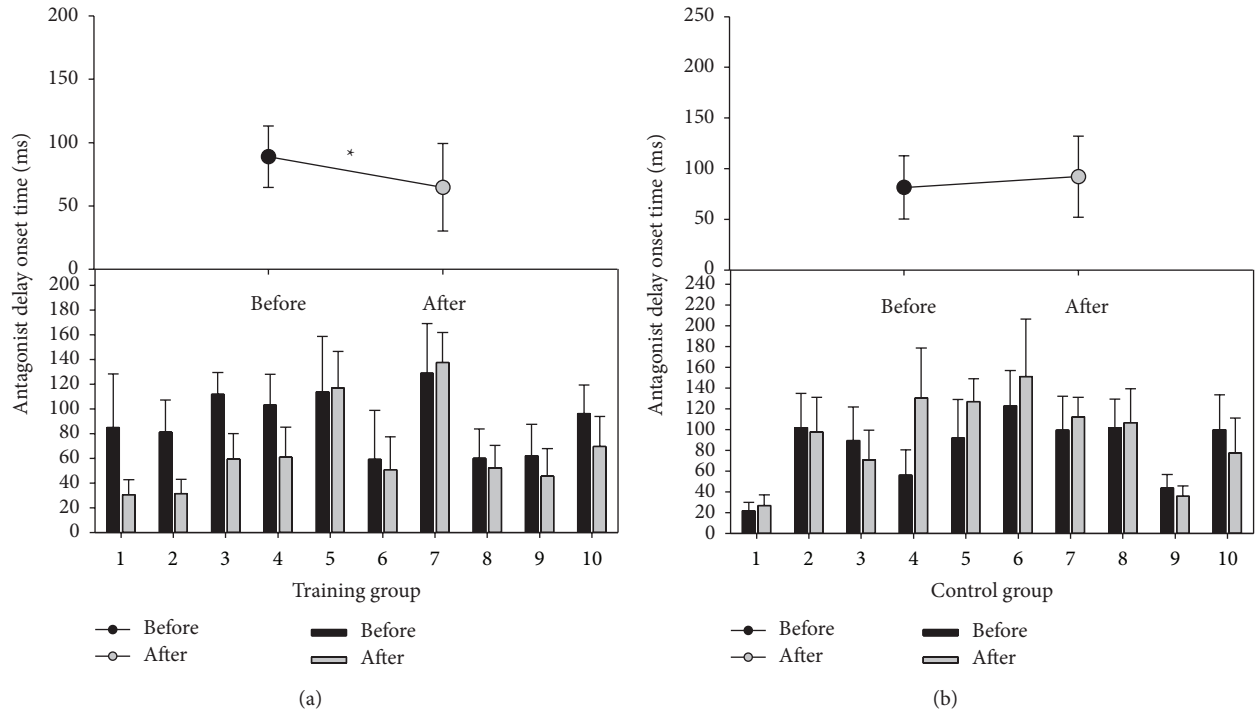 Antagonist delay onset time (ms)
200
150
100
50
0
*
200
180
160
140
120
100
80
60
40
20
0
Before After
1 2 3 4 5 6 7 8 9 10
Training group
Before Before
After After
(a)
Antagonist delay onset time (ms)
250
200
150
100
50
0
240
220
200
180
160
140
120
100
80
60
40
20
0
Before After
1 2 3 4 5 6 7 8 9 10
Control group
Before Before
After After
(b)